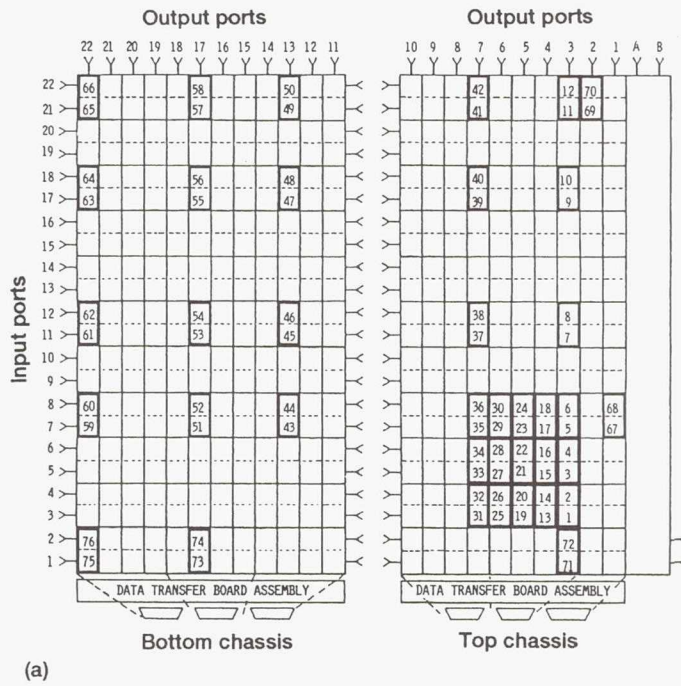 Output ports Output ports
22 21 20 19 18 17 16 15 14 13 12 11 10 9 8 7 6 5 4 3 2 1 A B
22 66 58 50 42 12 70
21 65 57 49 41 11 69
20
19
18 64 56 48 40 10
17 63 55 47 39 9
16
15
14
13
12 62 54 46 38 8
11 61 53 45 37 7
10
9
8 60 52 44 36 30 24 18 6 68
7 59 51 43 35 29 23 17 5 67
6 34 28 22 16 4
5 33 27 21 15 3
4 32 26 20 14 2
3 31 25 19 13 1
2 76 74 72
1 75 73 71
Input ports
DATA TRANSFER BOARD ASSEMBLY DATA TRANSFER BOARD ASSEMBLY
Bottom chassis Top chassis
(a)